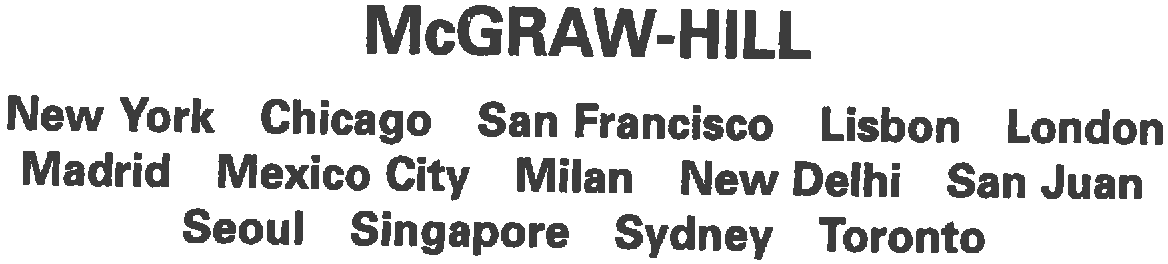 McGRAW-HILL
New York Chicago San Francisco Lisbon London
Madrid Mexico City Milan New Delhi San Juan
Seoul Singapore Sydney Toronto